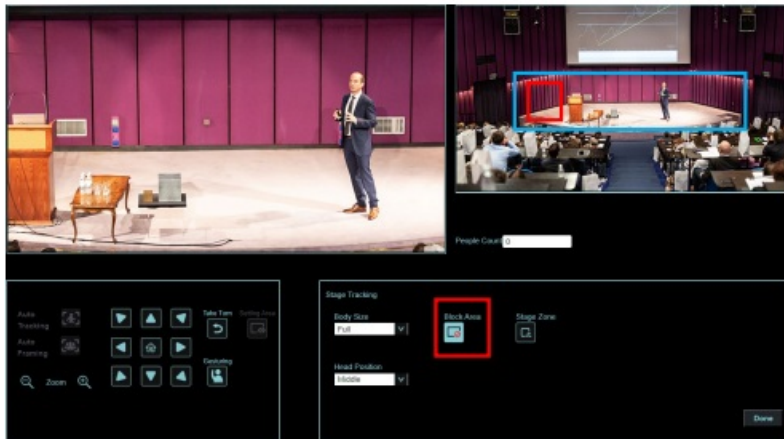 People Count 0
Auto Tracking
Auto Framing
Zoom
Take Turn
Setting Area
Gesturing
Stage Tracking
Body Size
Full
Block Area
Stage Zone
Head Position
Middle
Done